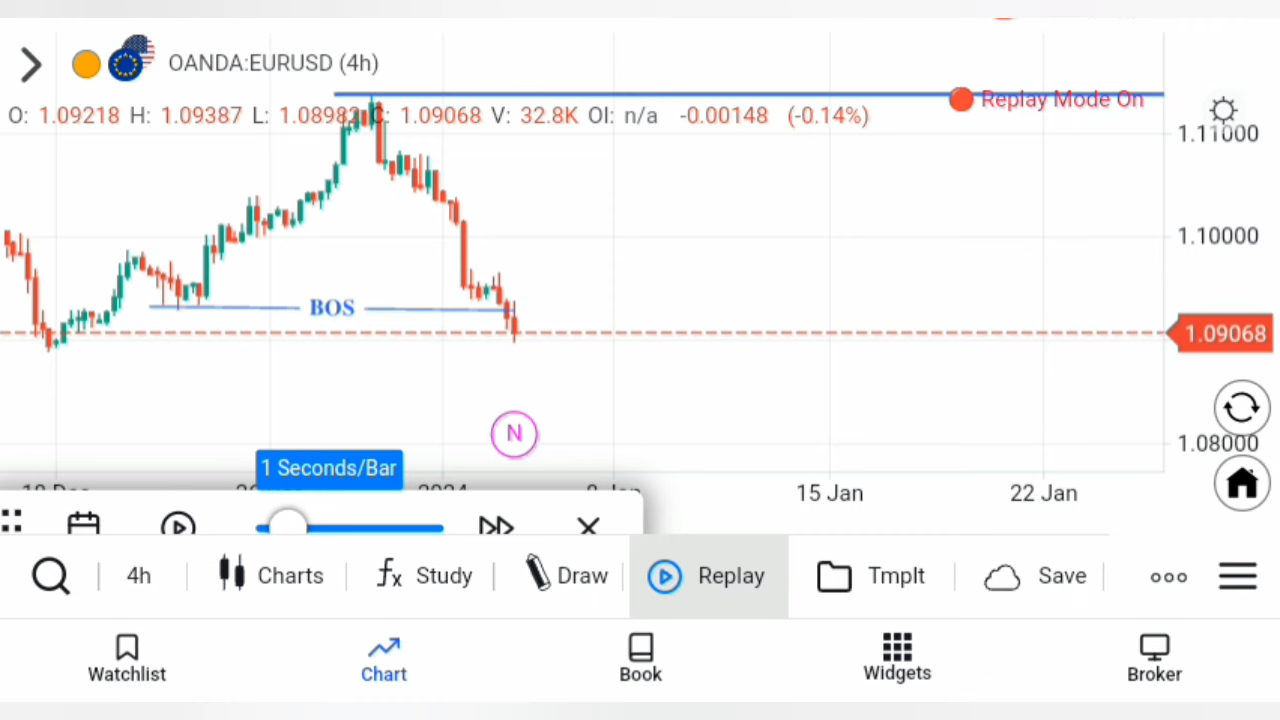 OANDA:EURUSD (4h)
Replay Mode On
O: 1.09218 H: 1.09387 L: 1.08982 C: 1.09068 V: 32.8K OI: n/a -0.00148 (-0.14%)
1.11000
1.10000
BOS
1.09068
N
1.08000
1 Seconds/Bar
18 Dec 2024 8 Jan 15 Jan 22 Jan
4h Charts fx Study Draw Replay Tmplt Save
Watchlist Chart Book Widgets Broker